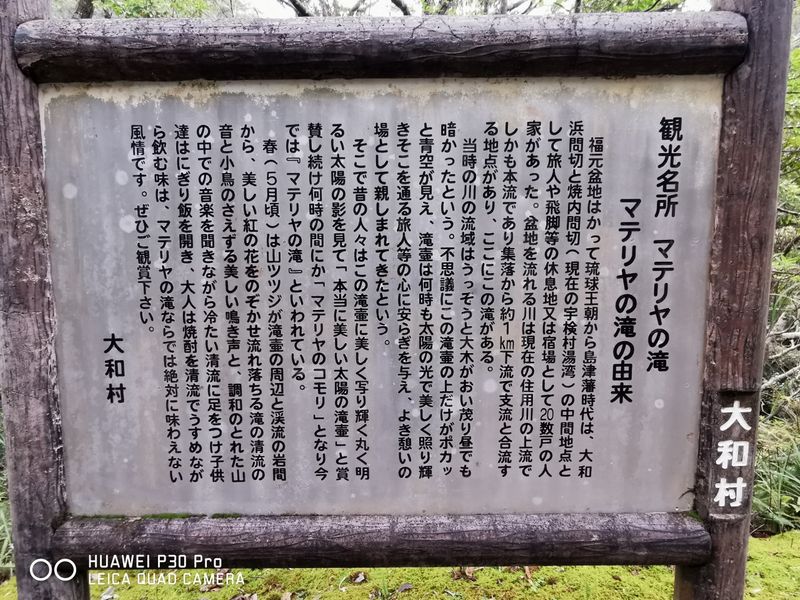 観光名所　マテリヤの滝
マテリヤの滝の由来
福元盆地はかって琉球王朝から島津藩時代は、大和
浜間切と焼内間切（現在の宇検村湯湾）の中間地点と
して旅人や飛脚等の休息地又は宿場として20数戸の人
家があった。盆地を流れる川は現在の住用川の上流で
しかも本流であり集落から約1km下流で支流と合流す
る地点があり、ここにこの滝がある。
当時の川の流域はうっそうと大木がおい茂り昼でも
暗かったという。不思議にこの滝壷の上だけがポカッ
と青空が見え、滝壷は何時も太陽の光で美しく照り輝
きそこを通る旅人等の心に安らぎを与え、よき憩いの
場として親しまれてきたという。
そこで昔の人々はこの滝壷に美しく写り輝く丸く明
るい太陽の影を見て「本当に美しい太陽の滝壷」と賞
賛し続け何時の間にか「マテリヤのコモリ」となり今
では『マテリヤの滝』といわれている。
春（5月頃）は山ツツジが滝壷の周辺と渓流の岩間
から、美しい紅の花をのぞかせ流れ落ちる滝の清流の
音と小鳥のさえずる美しい鳴き声と、調和のとれた山
の中での音楽を聞きながら冷たい清流に足をつけ子供
達はにぎり飯を開き、大人は焼酎を清流でうすめなが
ら飲む味は、マテリヤの滝ならでは絶対に味わえない
風情です。ぜひご観賞下さい。
大和村
大和村
HUAWEI P30 Pro
LEICA QUAD CAMERA